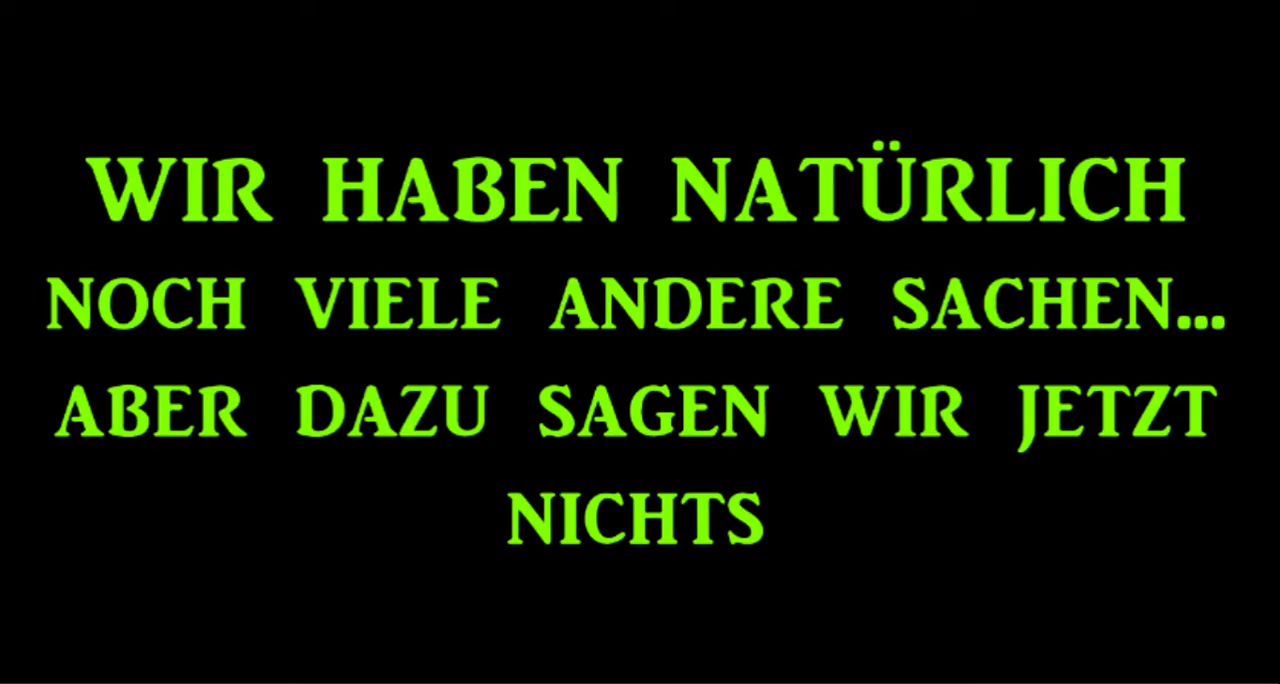 WIR HABEN NATÜRLICH
NOCH VIELE ANDERE SACHEN...
ABER DAZU SAGEN WIR JETZT
NICHTS